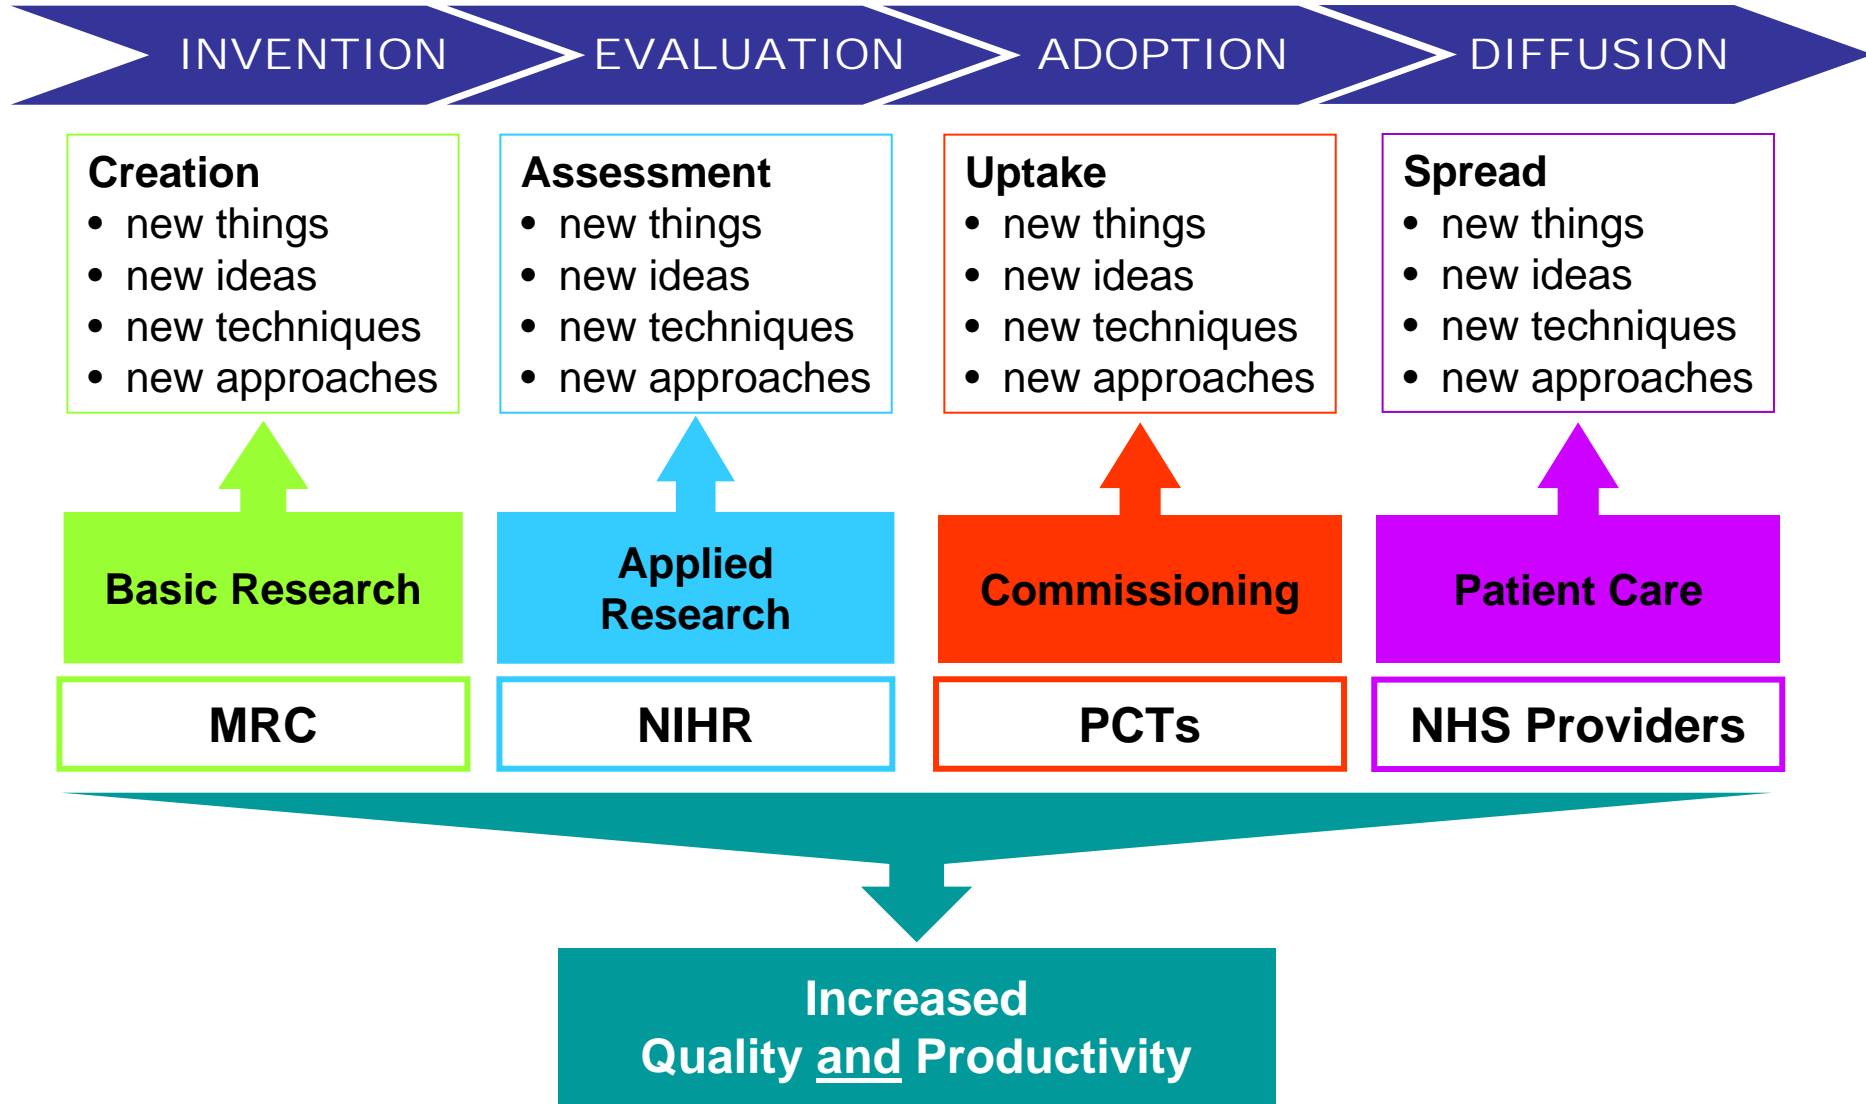 INVENTION
EVALUATION
ADOPTION
DIFFUSION
Creation
• new things
• new ideas
• new techniques
• new approaches
Assessment
• new things
• new ideas
• new techniques
• new approaches
Uptake
• new things
• new ideas
• new techniques
• new approaches
Spread
• new things
• new ideas
• new techniques
• new approaches
Basic Research
Applied
Research
Commissioning
Patient Care
MRC
NIHR
PCTs
NHS Providers
Increased
Quality and Productivity